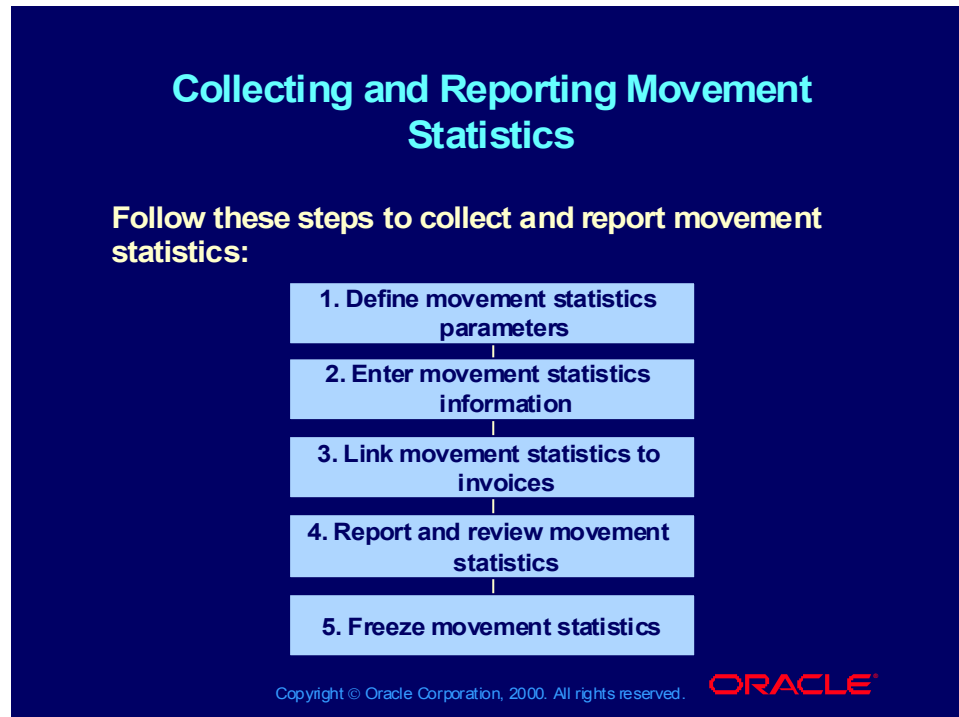 Collecting and Reporting Movement
Statistics
Follow these steps to collect and report movement
statistics:
1. Define movement statistics
parameters
2. Enter movement statistics
information
3. Link movement statistics to
invoices
4. Report and review movement
statistics
5. Freeze movement statistics
Copyright © Oracle Corporation, 2000. All rights reserved.
ORACLE®